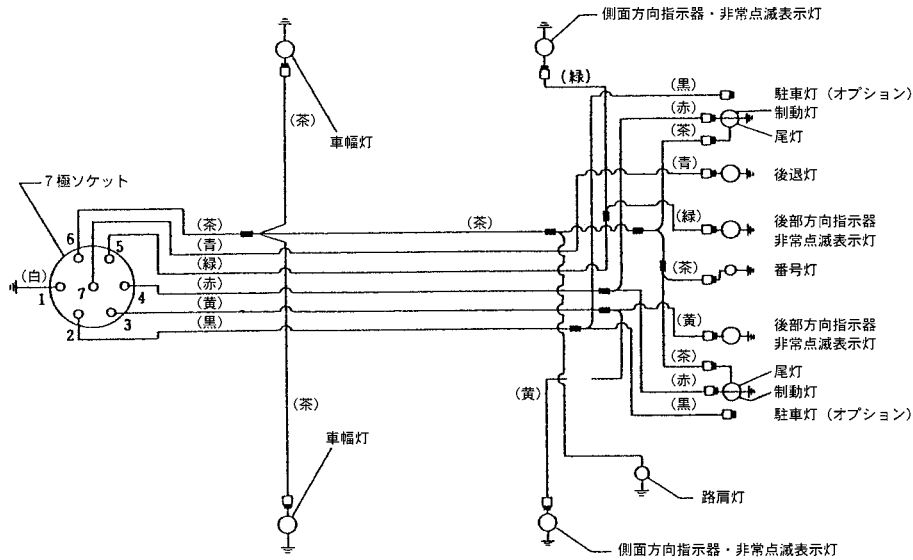 側面方向指示器・非常点滅表示灯
(緑)
(黒)
駐車灯 (オプション)
(赤)
制動灯
(茶)
尾灯
(茶)
車幅灯
(青)
後退灯
7極ソケット
(茶)
(茶)
(緑)
後部方向指示器
非常点滅表示灯
6
5
(青)
(緑)
(白)
(赤)
(茶)
番号灯
1
7
4
(黄)
3
2
(黒)
(黄)
後部方向指示器
非常点滅表示灯
(茶)
尾灯
(赤)
制動灯
(黄)
(茶)
(黒)
駐車灯 (オプション)
車幅灯
路肩灯
側面方向指示器・非常点滅表示灯